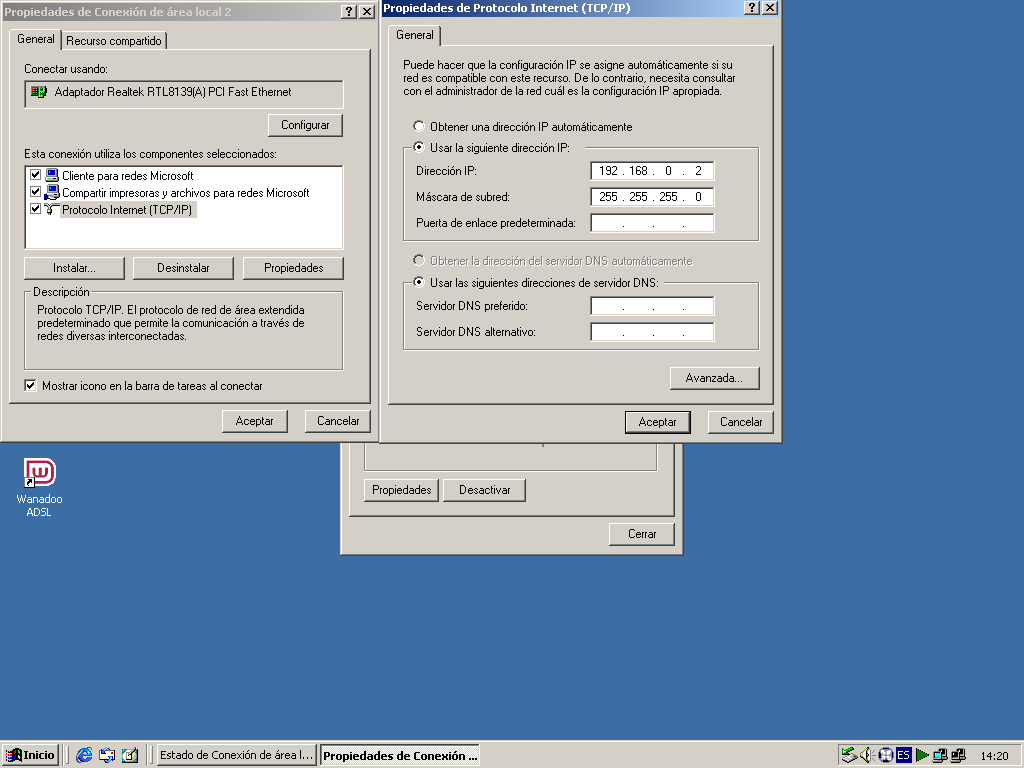 Propiedades de Conexión de área local 2
General
Recurso compartido
Conectar usando:
Adaptador Realtek RTL8139(A) PCI Fast Ethernet
Configurar
Esta conexión utiliza los componentes seleccionados:
Cliente para redes Microsoft
Compartir impresoras y archivos para redes Microsoft
Protocolo Internet (TCP/IP)
Instalar...
Desinstalar
Propiedades
Descripción
Protocolo TCP/IP. El protocolo de red de área extendida
predeterminado que permite la comunicación a través de
redes diversas interconectadas.
Mostrar icono en la barra de tareas al conectar
Aceptar
Cancelar
Propiedades de Protocolo Internet (TCP/IP)
General
Puede hacer que la configuración IP se asigne automáticamente si su
red es compatible con este recurso. De lo contrario, necesita consultar
con el administrador de la red cuál es la configuración IP apropiada.
Obtener una dirección IP automáticamente
Usar la siguiente dirección IP:
Dirección IP: 192 . 168 . 0 . 2
Máscara de subred: 255 . 255 . 255 . 0
Puerta de enlace predeterminada: . . .
Obtener la dirección del servidor DNS automáticamente
Usar las siguientes direcciones de servidor DNS:
Servidor DNS preferido: . . .
Servidor DNS alternativo: . . .
Avanzada...
Aceptar
Cancelar
Propiedades
Desactivar
Cerrar
Wanadoo
ADSL
Inicio
Estado de Conexión de área l...
Propiedades de Conexión ...
ES
14:20